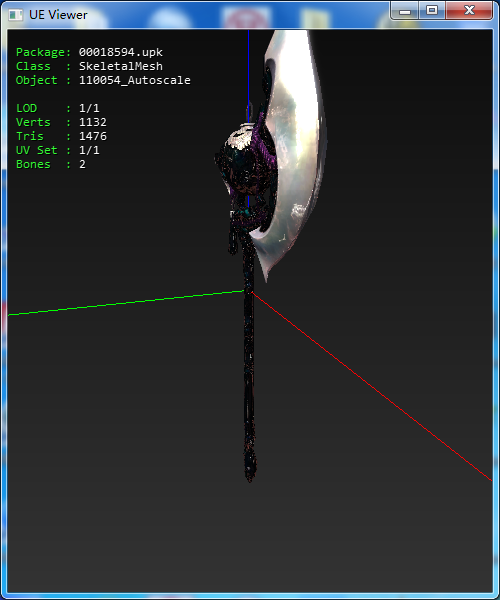 UE Viewer
Package: 00018594.upk
Class  : SkeletalMesh
Object : 110054_Autoscale
LOD    : 1/1
Verts  : 1132
Tris   : 1476
UV Set : 1/1
Bones  : 2